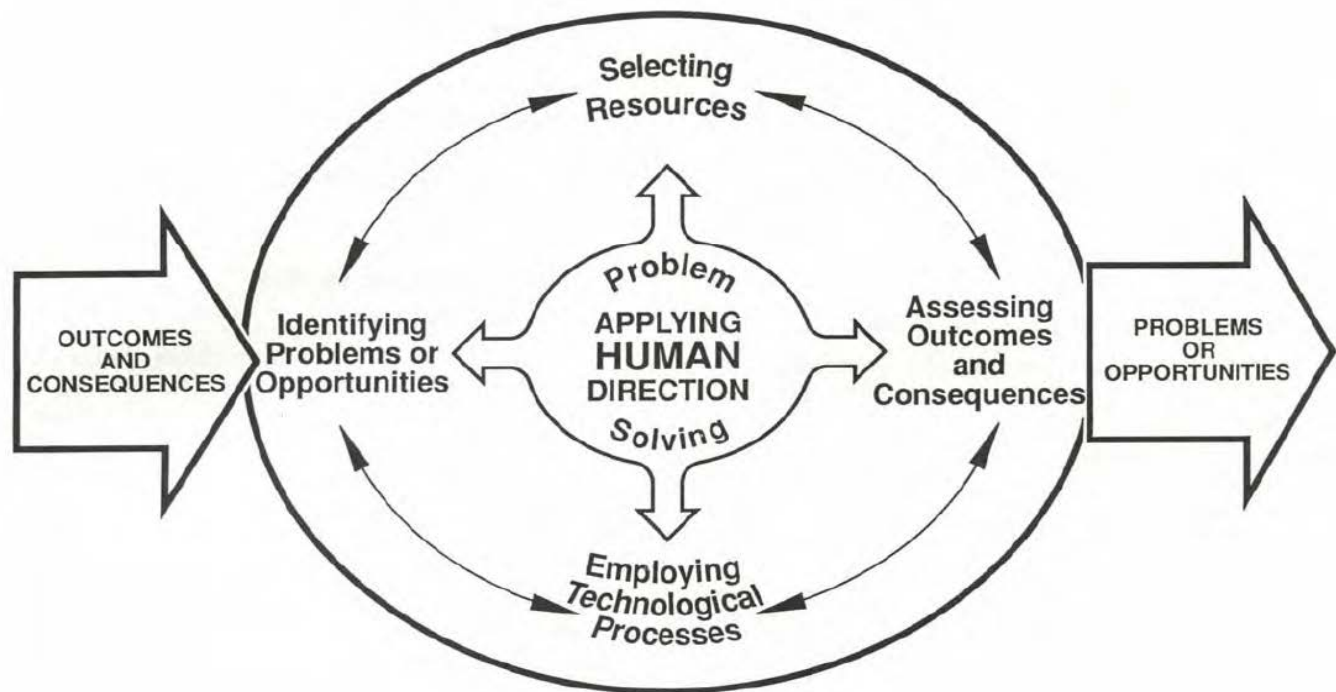 Selecting
Resources
OUTCOMES
AND
CONSEQUENCES
Identifying
Problems or
Opportunities
Problem
APPLYING
HUMAN
DIRECTION
Solving
Assessing
Outcomes
and
Consequences
PROBLEMS
OR
OPPORTUNITIES
Employing
Technological
Processes